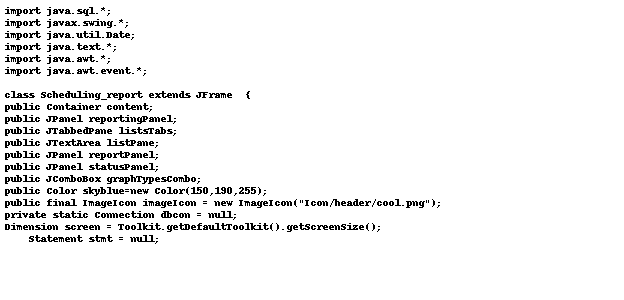 import java.sql.*;
import javax.swing.*;
import java.util.Date;
import java.text.*;
import java.awt.*;
import java.awt.event.*;

class Scheduling_report extends JFrame  {
public Container content;
public JPanel reportingPanel;
public JTabbedPane listsTabs;
public JTextArea listPane;
public JPanel reportPanel;
public JPanel statusPanel;
public JComboBox graphTypesCombo;
public Color skyblue=new Color(150,190,255);
public final ImageIcon imageIcon = new ImageIcon("Icon/header/cool.png");
private static Connection dbcon = null;
Dimension screen = Toolkit.getDefaultToolkit().getScreenSize();
    Statement stmt = null;